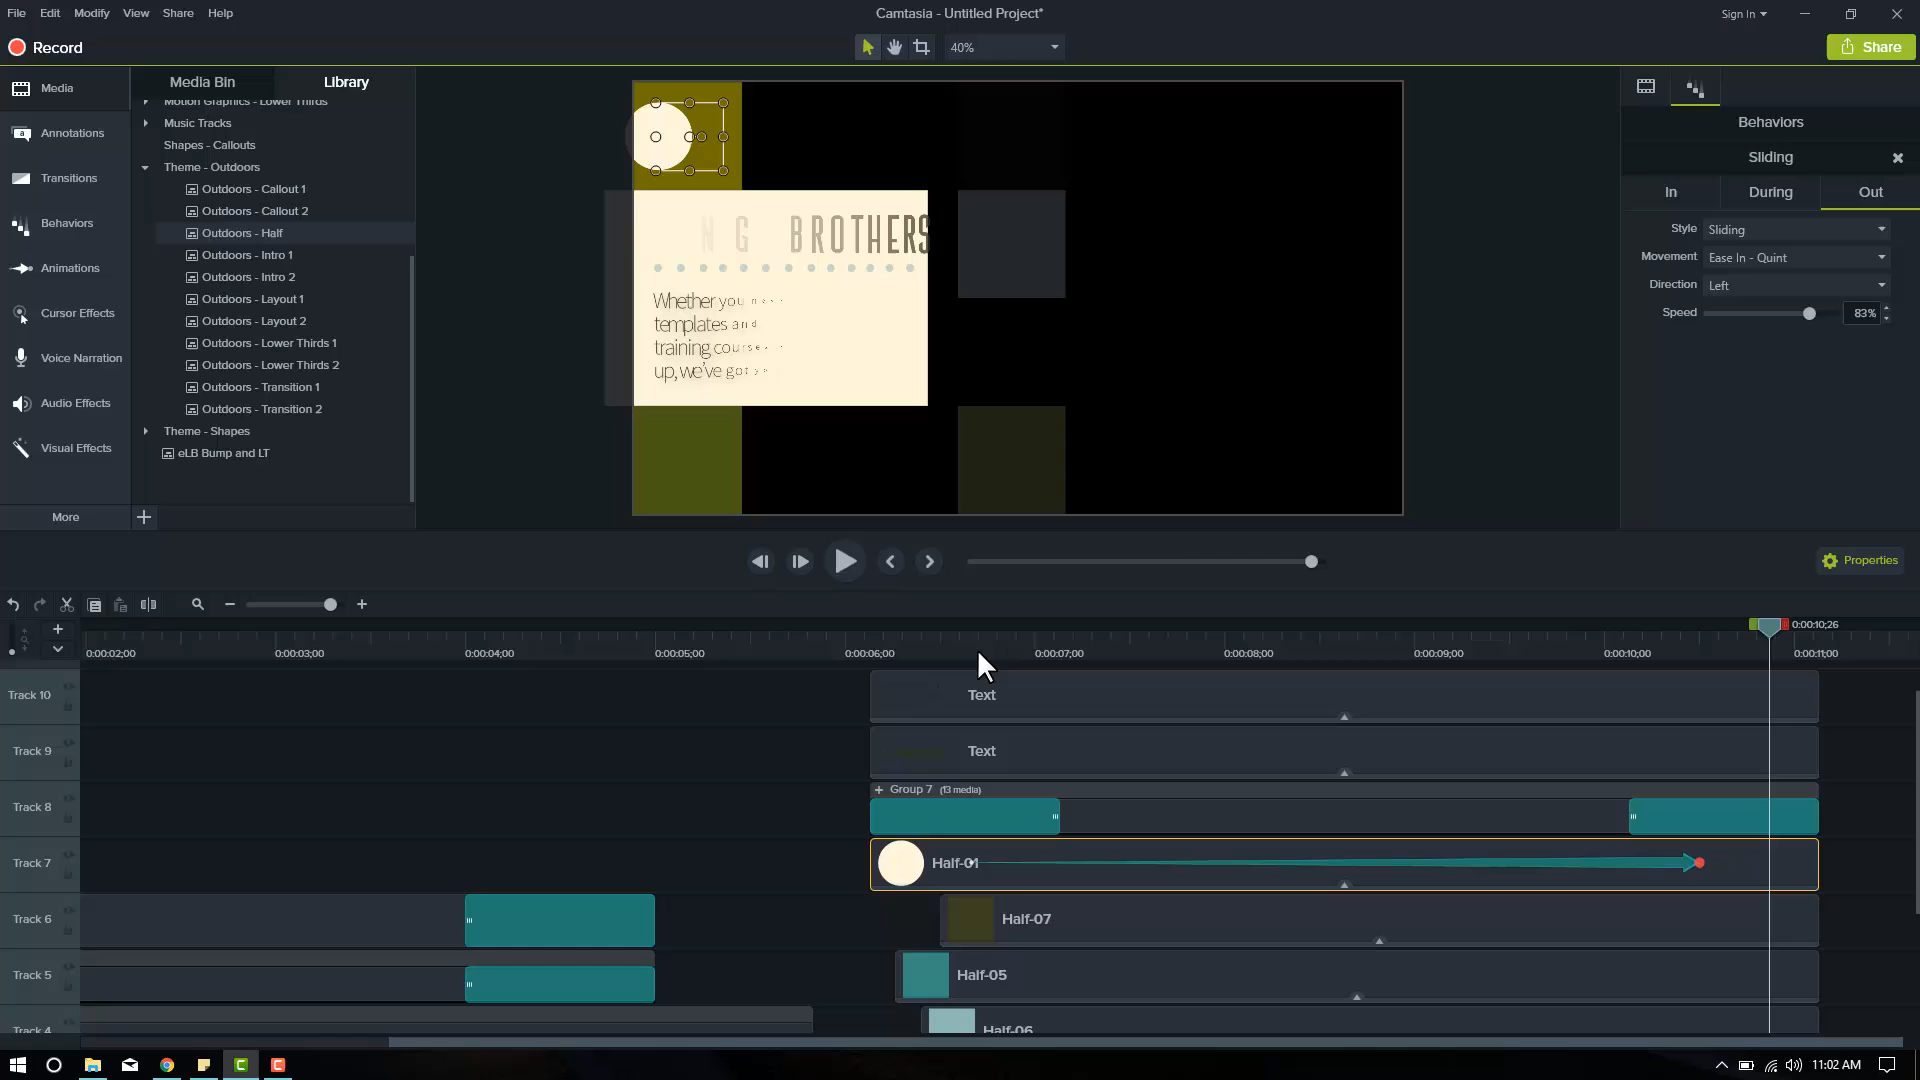 File Edit Modify View Share Help
Camtasia - Untitled Project*
Sign In
Record
40%
Share
Media
Media Bin
Library
Motion Graphics - Lower Thirds
Music Tracks
Shapes - Callouts
Theme - Outdoors
Outdoors - Callout 1
Outdoors - Callout 2
Outdoors - Half
Outdoors - Intro 1
Outdoors - Intro 2
Outdoors - Layout 1
Outdoors - Layout 2
Outdoors - Lower Thirds 1
Outdoors - Lower Thirds 2
Outdoors - Transition 1
Outdoors - Transition 2
Theme - Shapes
eLB Bump and LT
Annotations
Transitions
Behaviors
Animations
Cursor Effects
Voice Narration
Audio Effects
Visual Effects
More
NG BROTHERS
Whether you
templates and
training course
up, we've got
Behaviors
Sliding
In During Out
Style Sliding
Movement Ease In - Quint
Direction Left
Speed 83%
Properties
0:00:10;26
0:00:02;00 0:00:03;00 0:00:04;00 0:00:05;00 0:00:06;00 0:00:07;00 0:00:08;00 0:00:09;00 0:00:10;00 0:00:11;00
Track 10 Text
Track 9 Text
Group 7 (13 media)
Track 8
Track 7 Half-01
Track 6 Half-07
Track 5 Half-05
Track 4 Half-06
11:02 AM